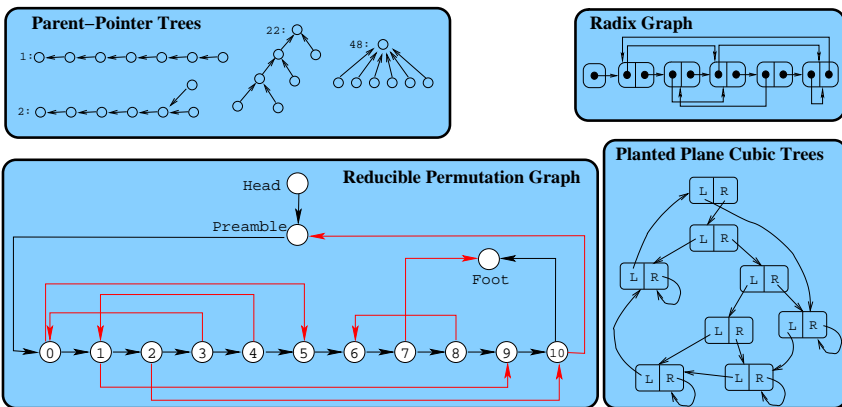 Parent–Pointer Trees
1:
22:
48:
2:
Radix Graph
Reducible Permutation Graph
Head
Preamble
Foot
0 1 2 3 4 5 6 7 8 9 10
Planted Plane Cubic Trees
L R
L R
L R
L R
L R
L R
L R
L R